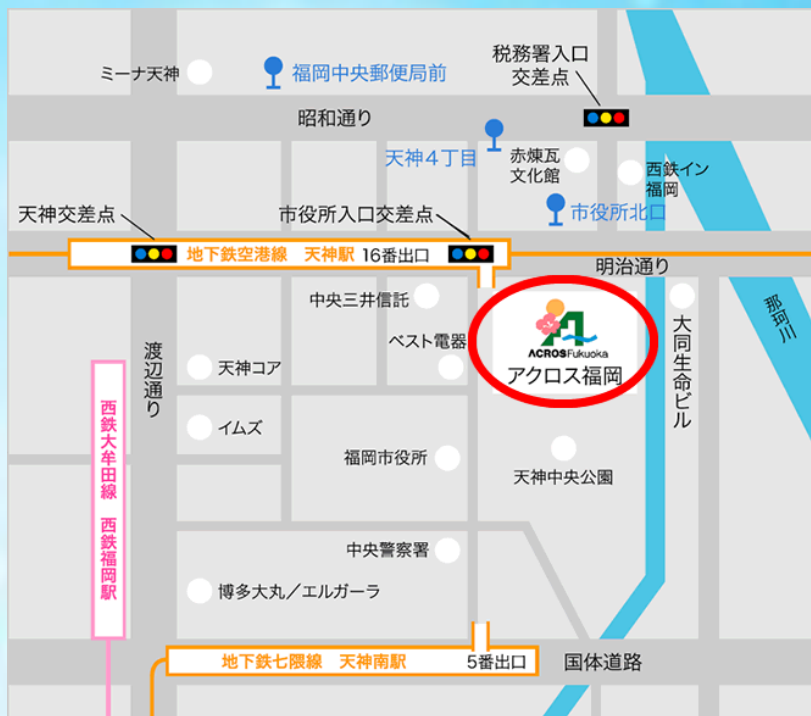 税務署入口
交差点
ミーナ天神
福岡中央郵便局前
昭和通り
天神4丁目
赤煉瓦
文化館
西鉄イン
福岡
市役所北口
天神交差点
市役所入口交差点
地下鉄空港線 天神駅 16番出口
明治通り
中央三井信託
那珂川
ACROS Fukuoka
アクロス福岡
大同生命ビル
ベスト電器
渡辺通り
天神コア
西鉄大牟田線 西鉄福岡駅
イムズ
福岡市役所
天神中央公園
中央警察署
博多大丸/エルガーラ
地下鉄七隈線 天神南駅 5番出口
国体道路